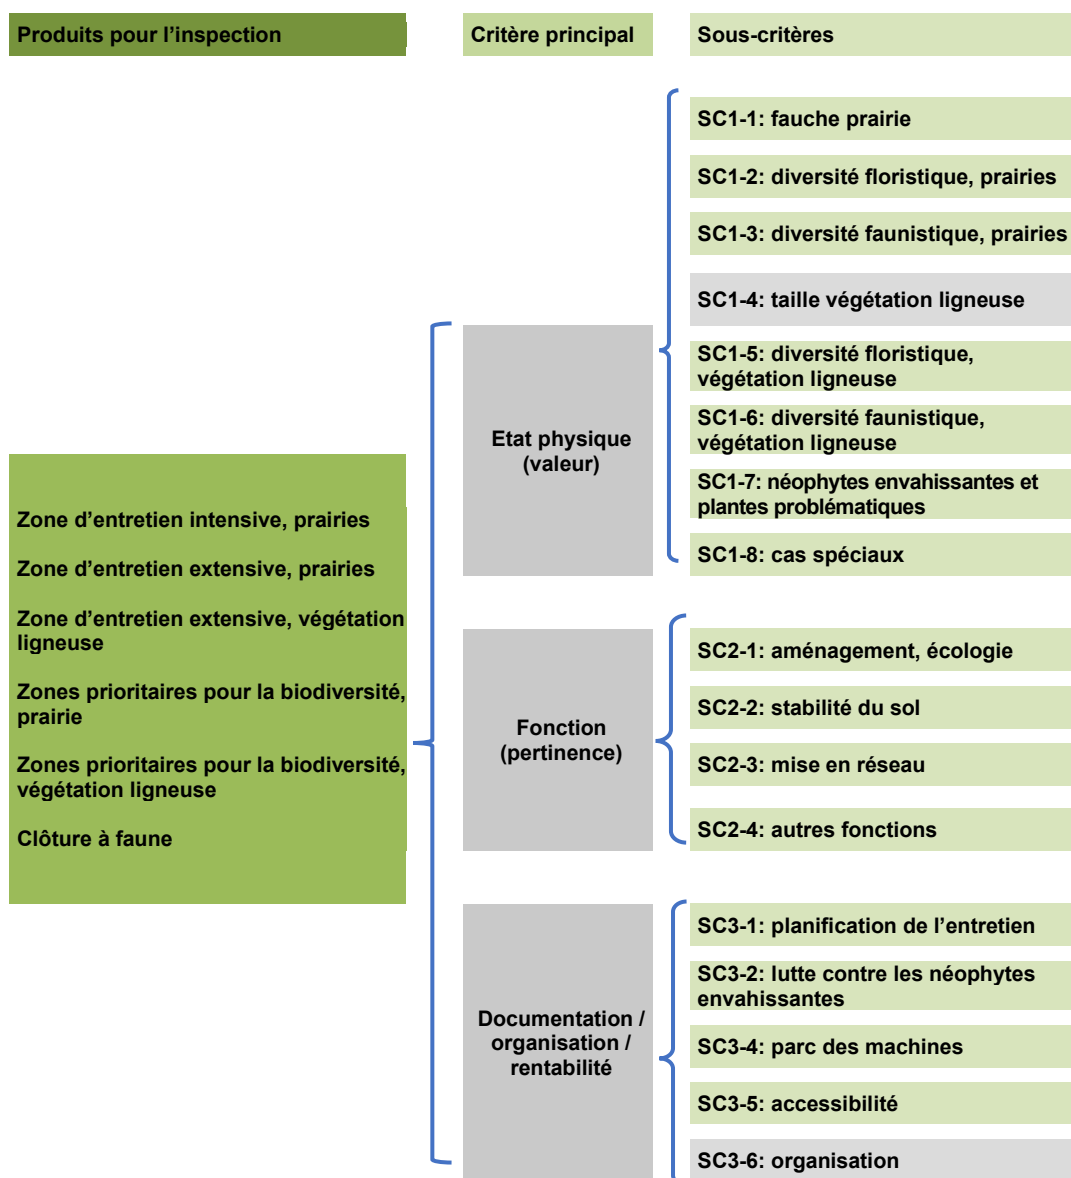 Produits pour l'inspection
Critère principal
Sous-critères
Zone d'entretien intensive, prairies
Zone d'entretien extensive, prairies
Zone d'entretien extensive, végétation
ligneuse
Zones prioritaires pour la biodiversité,
prairie
Zones prioritaires pour la biodiversité,
végétation ligneuse
Clôture à faune
Etat physique
(valeur)
SC1-1: fauche prairie
SC1-2: diversité floristique, prairies
SC1-3: diversité faunistique, prairies
SC1-4: taille végétation ligneuse
SC1-5: diversité floristique,
végétation ligneuse
SC1-6: diversité faunistique,
végétation ligneuse
SC1-7: néophytes envahissantes et
plantes problématiques
SC1-8: cas spéciaux
Fonction
(pertinence)
SC2-1: aménagement, écologie
SC2-2: stabilité du sol
SC2-3: mise en réseau
SC2-4: autres fonctions
Documentation /
organisation /
rentabilité
SC3-1: planification de l'entretien
SC3-2: lutte contre les néophytes
envahissantes
SC3-4: parc des machines
SC3-5: accessibilité
SC3-6: organisation